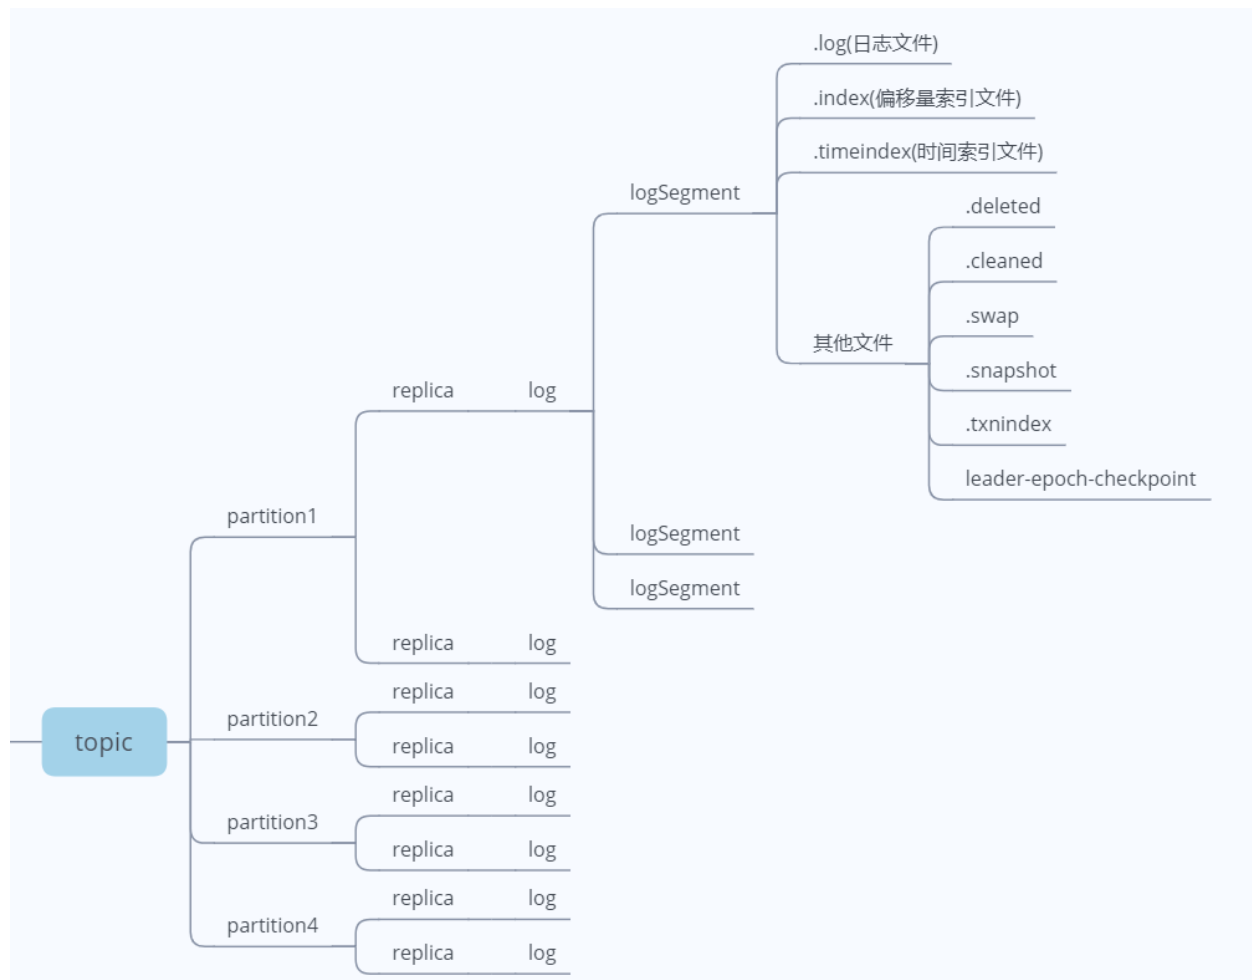 topic
partition1
replica
log
logSegment
.log(日志文件)
.index(偏移量索引文件)
.timeindex(时间索引文件)
其他文件
.deleted
.cleaned
.swap
.snapshot
.txnindex
leader-epoch-checkpoint
logSegment
logSegment
replica
log
partition2
replica
log
replica
log
partition3
replica
log
replica
log
partition4
replica
log
replica
log